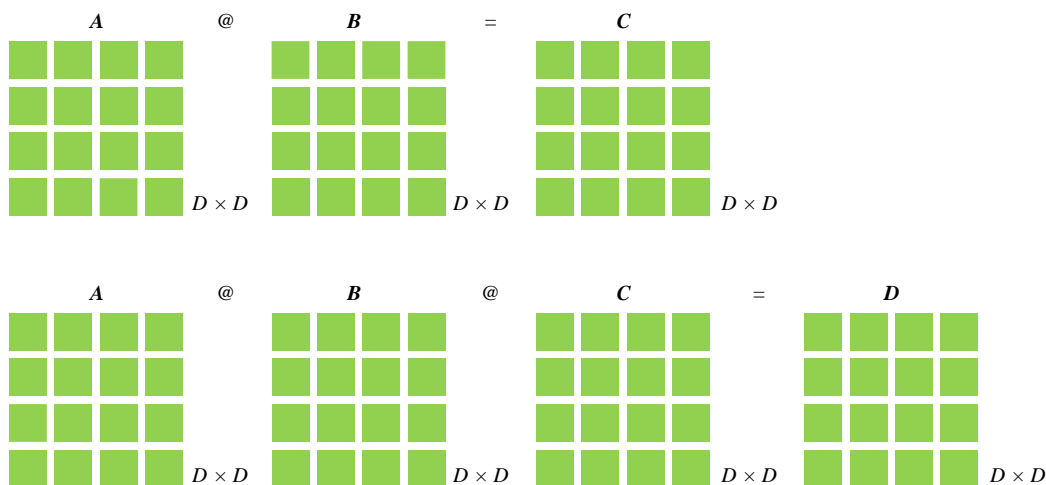 A @ B = C
D × D D × D D × D
A @ B @ C = D
D × D D × D D × D D × D